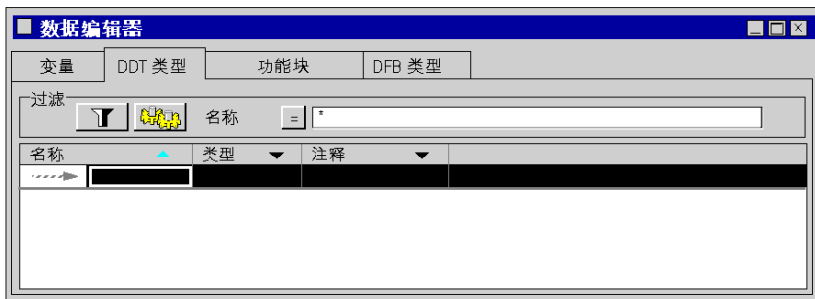 数据编辑器
变量 DDT 类型 功能块 DFB 类型
过滤
名称 = *
名称 类型 注释